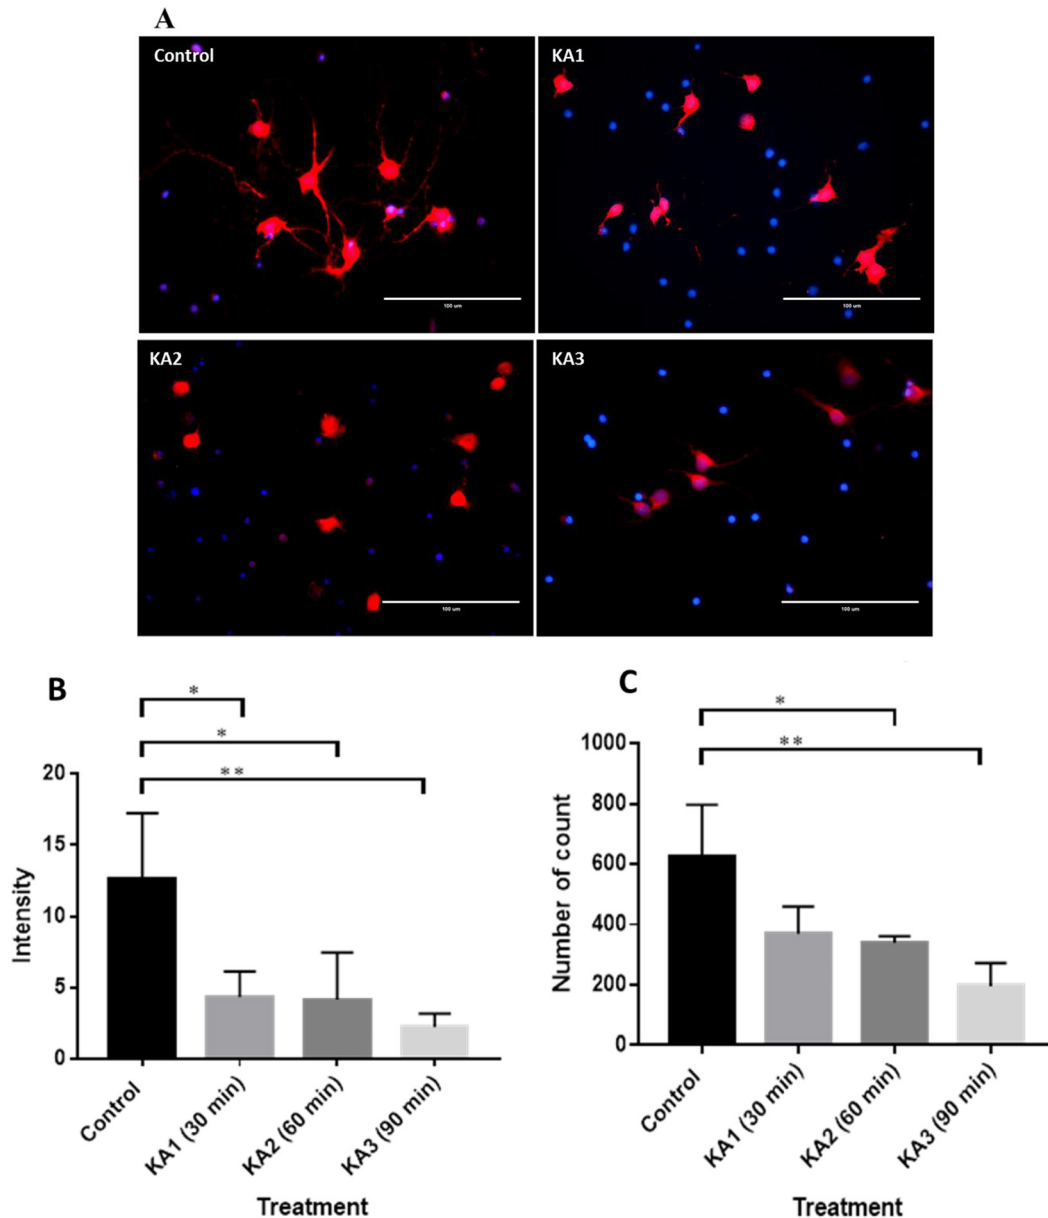 A
Control
KA1
100 um
100 um
KA2
KA3
100 um
100 um
B
*
*
**
20
15
10
5
0
Intensity
Control
KA1 (30 min)
KA2 (60 min)
KA3 (90 min)
Treatment
C
*
**
1000
800
600
400
200
0
Number of count
Control
KA1 (30 min)
KA2 (60 min)
KA3 (90 min)
Treatment